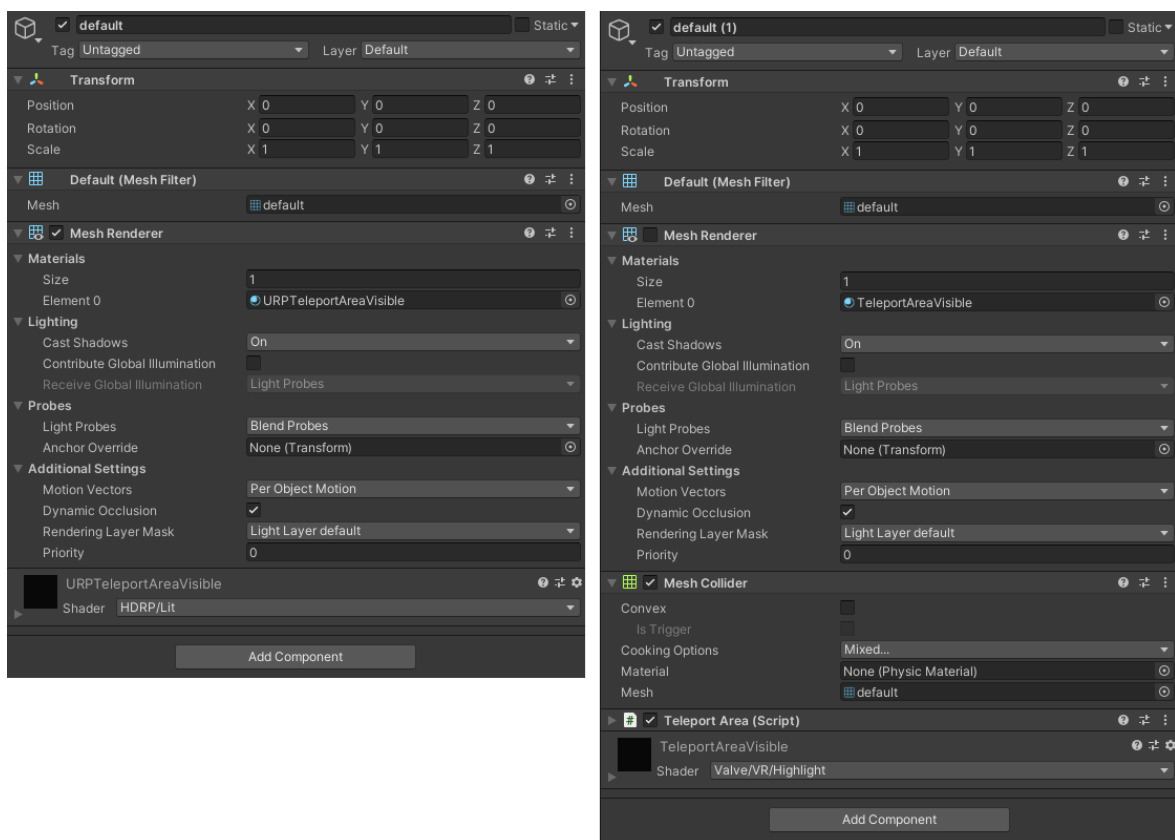 default Static
Tag Untagged Layer Default
Transform
Position X 0 Y 0 Z 0
Rotation X 0 Y 0 Z 0
Scale X 1 Y 1 Z 1
Default (Mesh Filter)
Mesh default
Mesh Renderer
Materials
Size 1
Element 0 URPTeleportAreaVisible
Lighting
Cast Shadows On
Contribute Global Illumination
Receive Global Illumination Light Probes
Probes
Light Probes Blend Probes
Anchor Override None (Transform)
Additional Settings
Motion Vectors Per Object Motion
Dynamic Occlusion
Rendering Layer Mask Light Layer default
Priority 0
URPTeleportAreaVisible
Shader HDRP/Lit
Add Component
default (1) Static
Tag Untagged Layer Default
Transform
Position X 0 Y 0 Z 0
Rotation X 0 Y 0 Z 0
Scale X 1 Y 1 Z 1
Default (Mesh Filter)
Mesh default
Mesh Renderer
Materials
Size 1
Element 0 TeleportAreaVisible
Lighting
Cast Shadows On
Contribute Global Illumination
Receive Global Illumination Light Probes
Probes
Light Probes Blend Probes
Anchor Override None (Transform)
Additional Settings
Motion Vectors Per Object Motion
Dynamic Occlusion
Rendering Layer Mask Light Layer default
Priority 0
Mesh Collider
Convex
Is Trigger
Cooking Options Mixed...
Material None (Physic Material)
Mesh default
# Teleport Area (Script)
TeleportAreaVisible
Shader Valve/VR/Highlight
Add Component